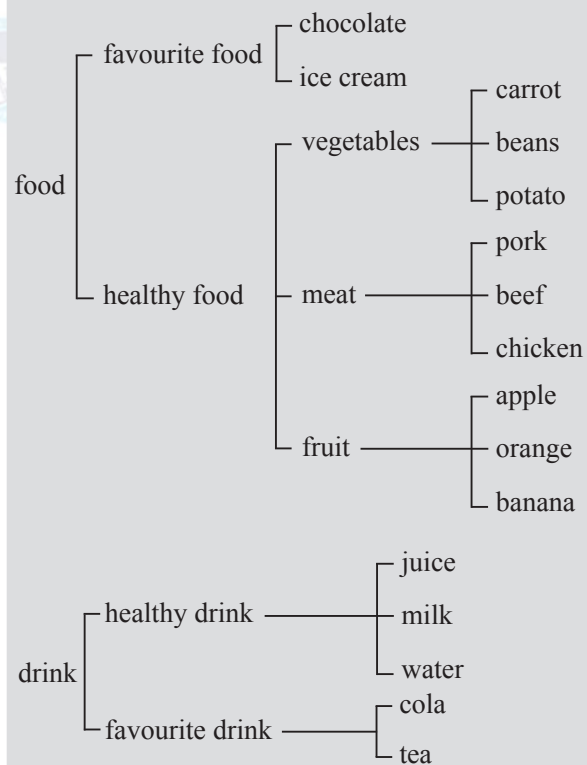 food
favourite food
chocolate
ice cream
healthy food
vegetables
carrot
beans
potato
meat
pork
beef
chicken
fruit
apple
orange
banana
drink
healthy drink
juice
milk
water
favourite drink
cola
tea